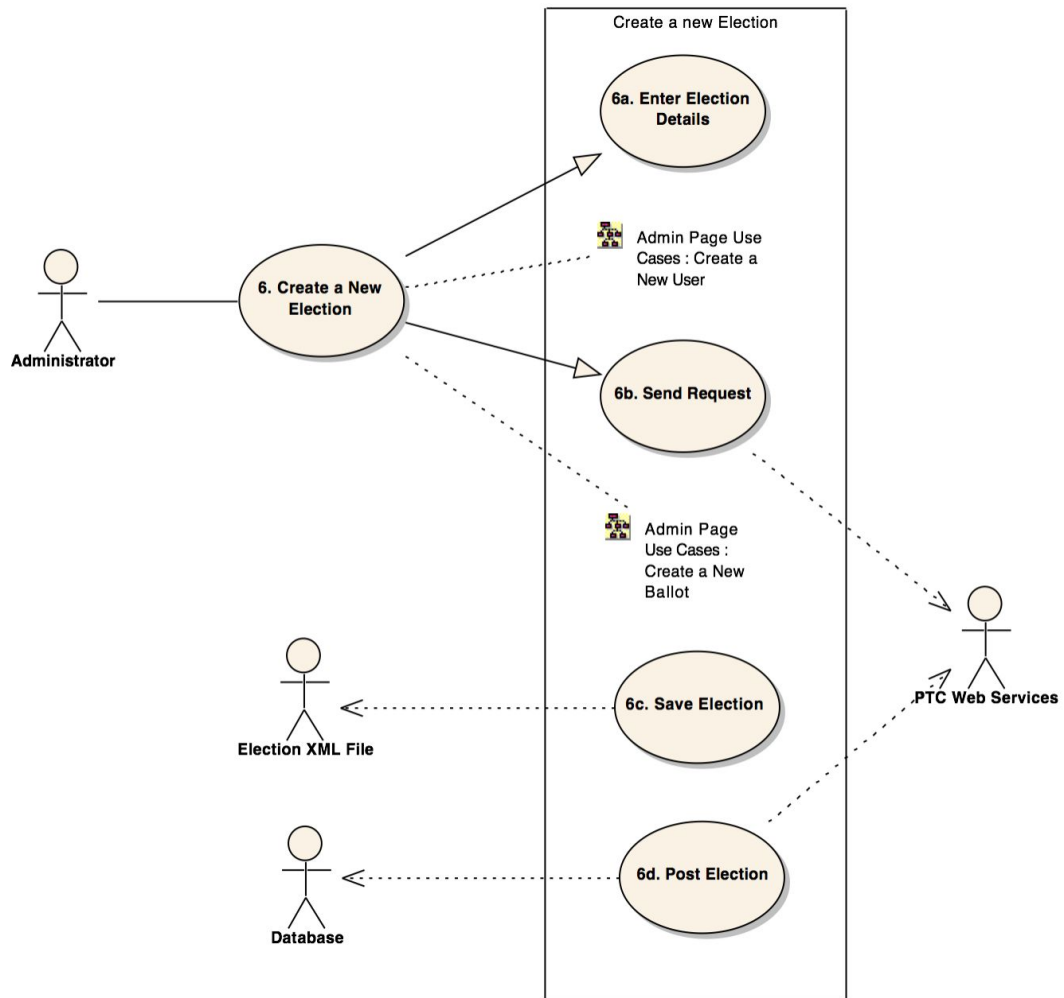 Create a new Election
6a. Enter Election
Details
Admin Page Use
Cases : Create a
New User
6. Create a New
Election
Administrator
6b. Send Request
Admin Page
Use Cases :
Create a New
Ballot
PTC Web Services
6c. Save Election
Election XML File
6d. Post Election
Database